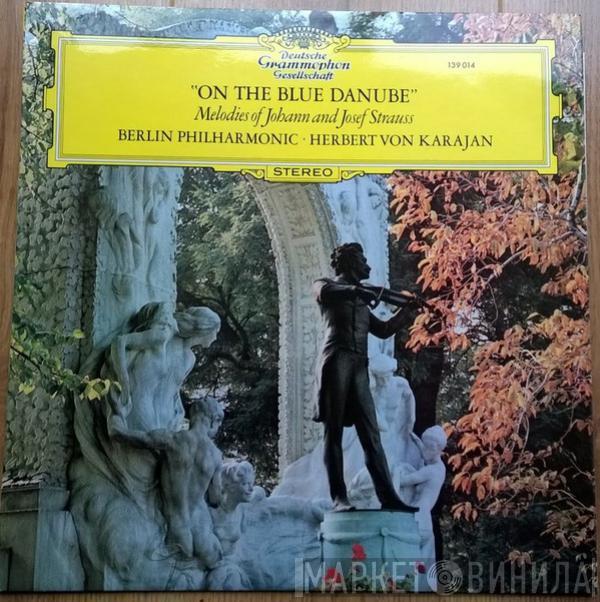 Deutsche
Grammophon
Gesellschaft
139 014
"ON THE BLUE DANUBE"
Melodies of Johann and Josef Strauss
BERLIN PHILHARMONIC · HERBERT VON KARAJAN
STEREO
МАРКЕТ ВИНИЛА